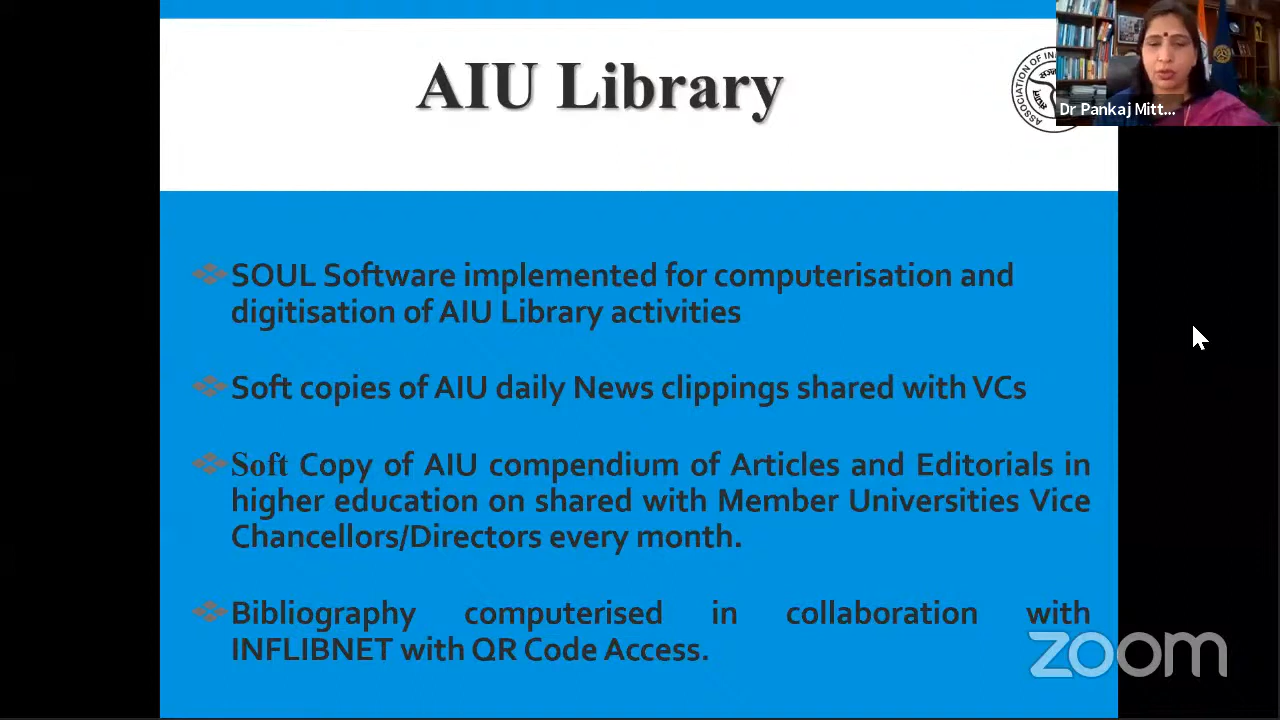 AIU Library
ASSOCIATION OF IN
Dr Pankaj Mitt...
SOUL Software implemented for computerisation and
digitisation of AIU Library activities
Soft copies of AIU daily News clippings shared with VCs
Soft Copy of AIU compendium of Articles and Editorials in
higher education on shared with Member Universities Vice
Chancellors/Directors every month.
Bibliography computerised in collaboration with
INFLIBNET with QR Code Access.
zoom